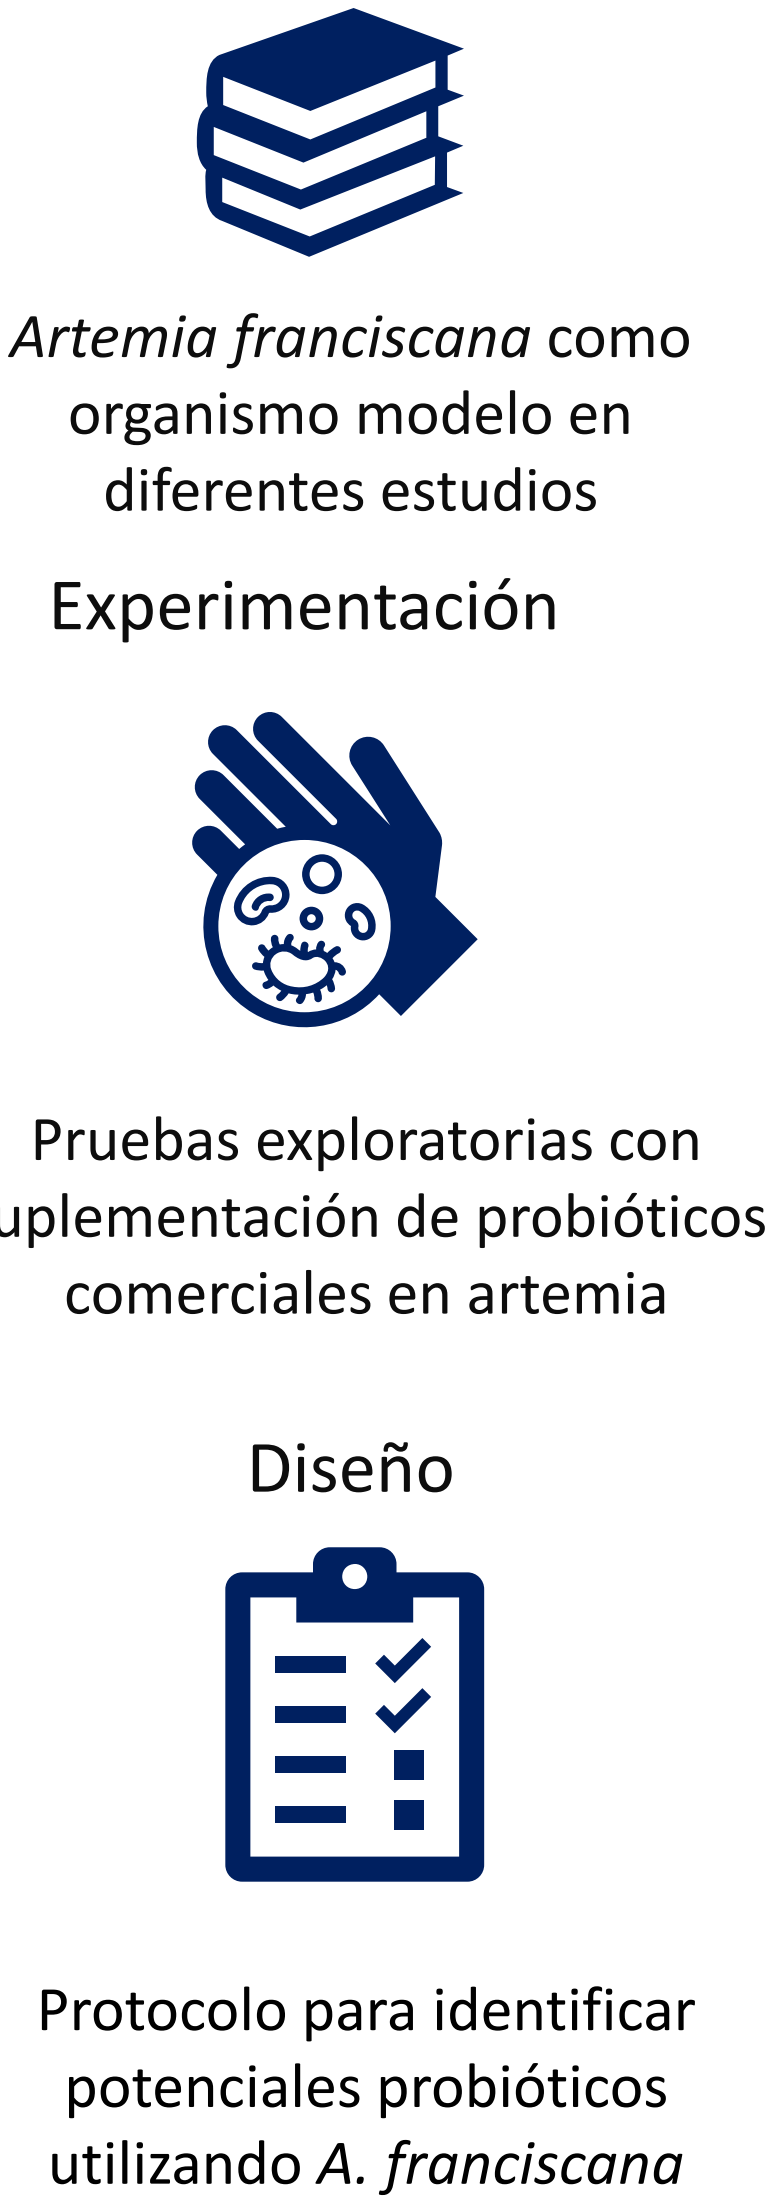 Artemia franciscana como
organismo modelo en
diferentes estudios
Experimentación
Pruebas exploratorias con
uplementación de probióticos
comerciales en artemia
Diseño
Protocolo para identificar
potenciales probióticos
utilizando A. franciscana